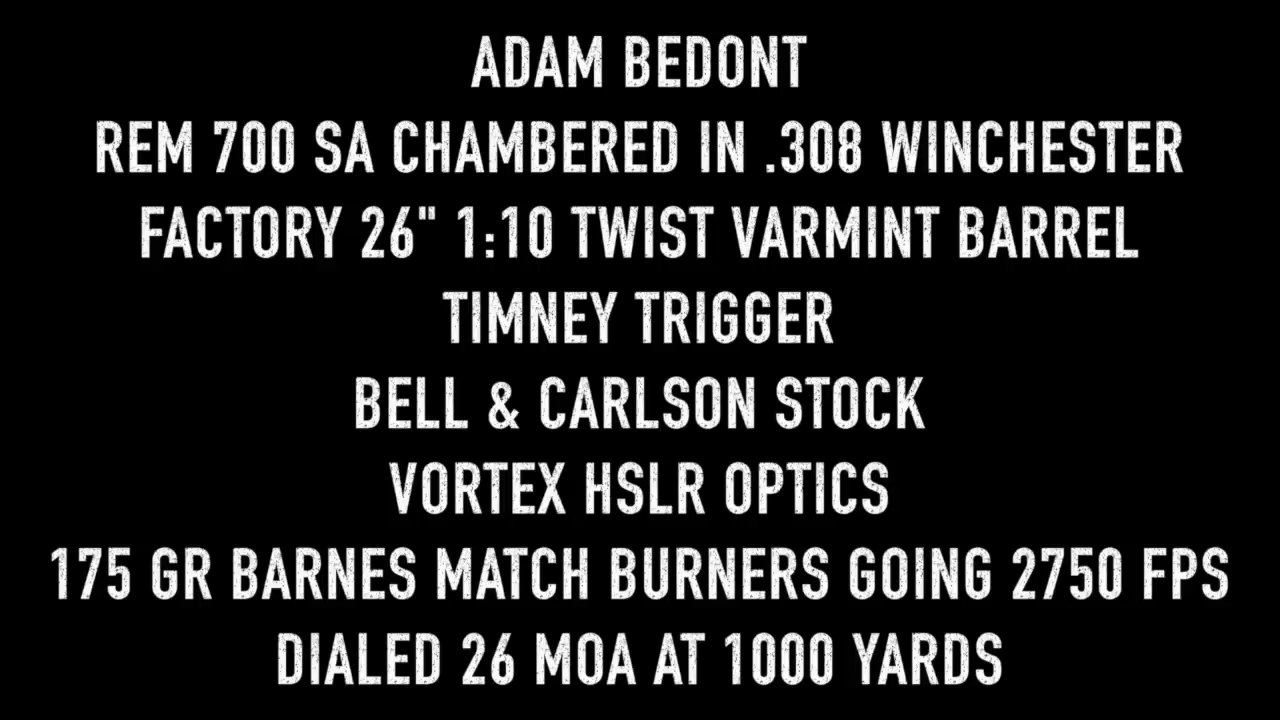 ADAM BEDONT
REM 700 SA CHAMBERED IN .308 WINCHESTER
FACTORY 26" 1:10 TWIST VARMINT BARREL
TIMNEY TRIGGER
BELL & CARLSON STOCK
VORTEX HSLR OPTICS
175 GR BARNES MATCH BURNERS GOING 2750 FPS
DIALED 26 MOA AT 1000 YARDS